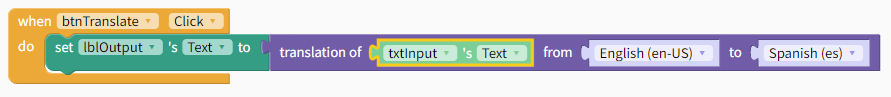 when btnTranslate Click
do set lblOutput 's Text to translation of txtInput 's Text from English (en-US) to Spanish (es)